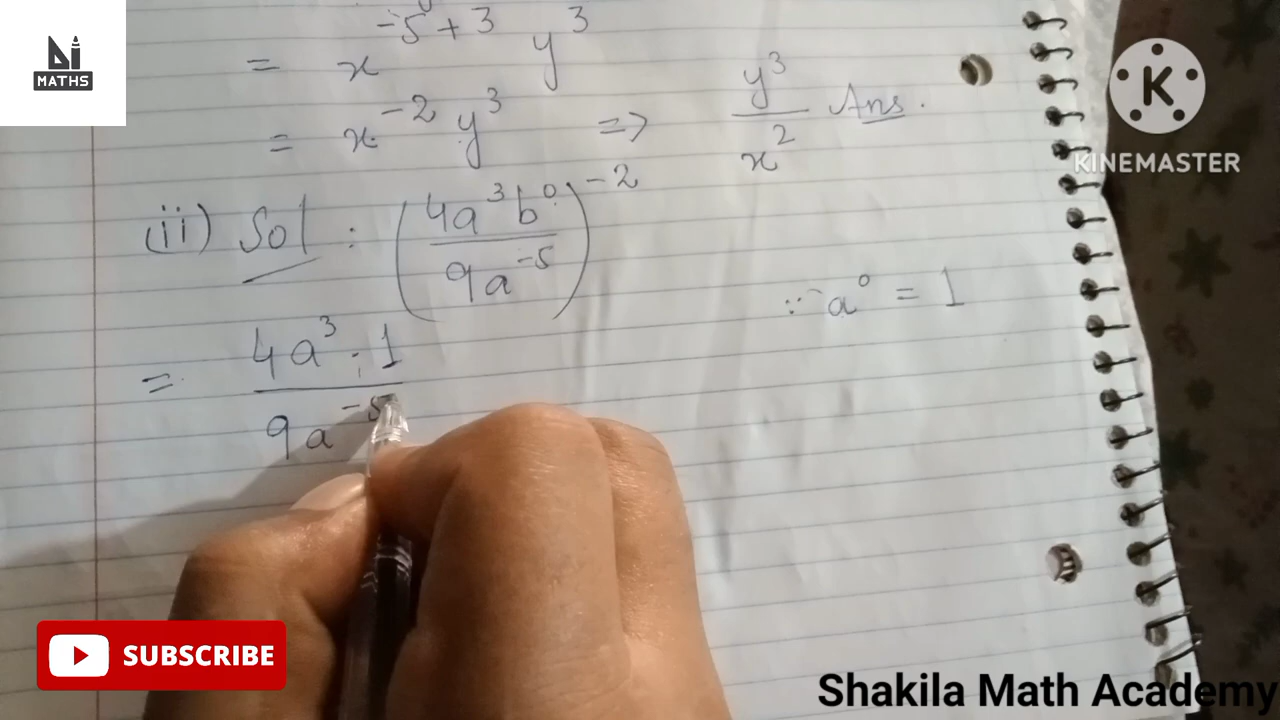 MATHS
= x^{-5+3} y^3
= x^{-2} y^3 => y^3/x^2 Ans.
KINEMASTER
(ii) Sol : (4a^3 b^0 / 9a^{-5})^{-2}
∵ a^0 = 1
= 4a^3 . 1 / 9a^{-5}
SUBSCRIBE
Shakila Math Academy